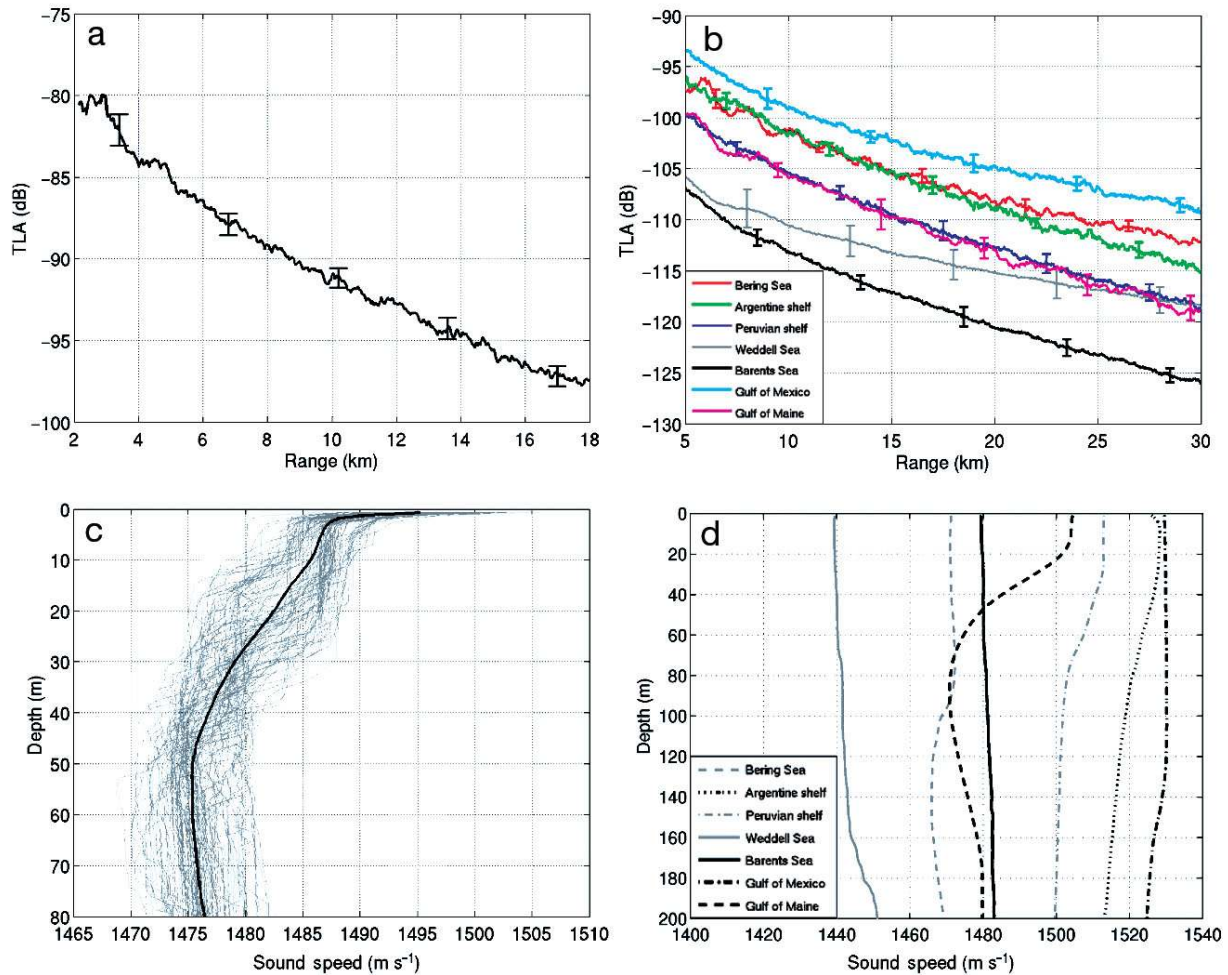 a
−75
−80
−85
−90
−95
−100
TLA (dB)
2 4 6 8 10 12 14 16 18
Range (km)
b
−90
−95
−100
−105
−110
−115
−120
−125
−130
TLA (dB)
Bering Sea
Argentine shelf
Peruvian shelf
Weddell Sea
Barents Sea
Gulf of Mexico
Gulf of Maine
5 10 15 20 25 30
Range (km)
c
0
10
20
30
40
50
60
70
80
Depth (m)
1465 1470 1475 1480 1485 1490 1495 1500 1505 1510
Sound speed (m s⁻¹)
d
0
20
40
60
80
100
120
140
160
180
200
Depth (m)
Bering Sea
Argentine shelf
Peruvian shelf
Weddell Sea
Barents Sea
Gulf of Mexico
Gulf of Maine
1400 1420 1440 1460 1480 1500 1520 1540
Sound speed (m s⁻¹)